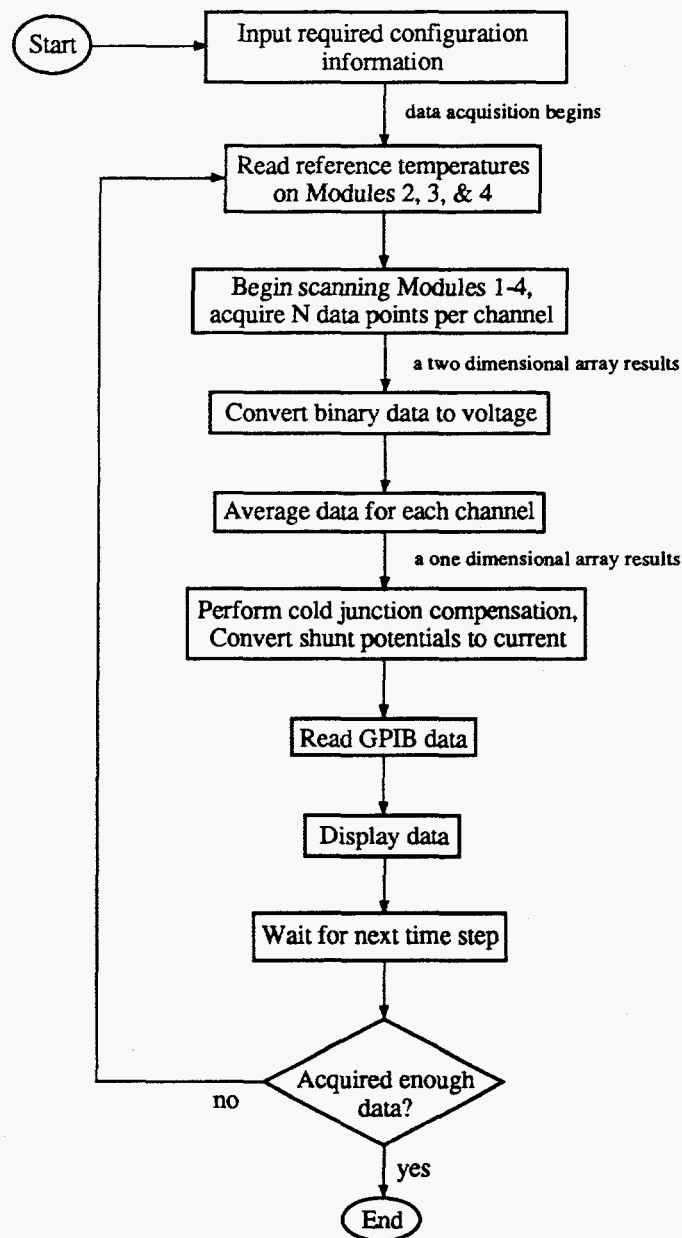 Start
Input required configuration
information
data acquisition begins
Read reference temperatures
on Modules 2, 3, & 4
Begin scanning Modules 1-4,
acquire N data points per channel
a two dimensional array results
Convert binary data to voltage
Average data for each channel
a one dimensional array results
Perform cold junction compensation,
Convert shunt potentials to current
Read GPIB data
Display data
Wait for next time step
Acquired enough
data?
no
yes
End